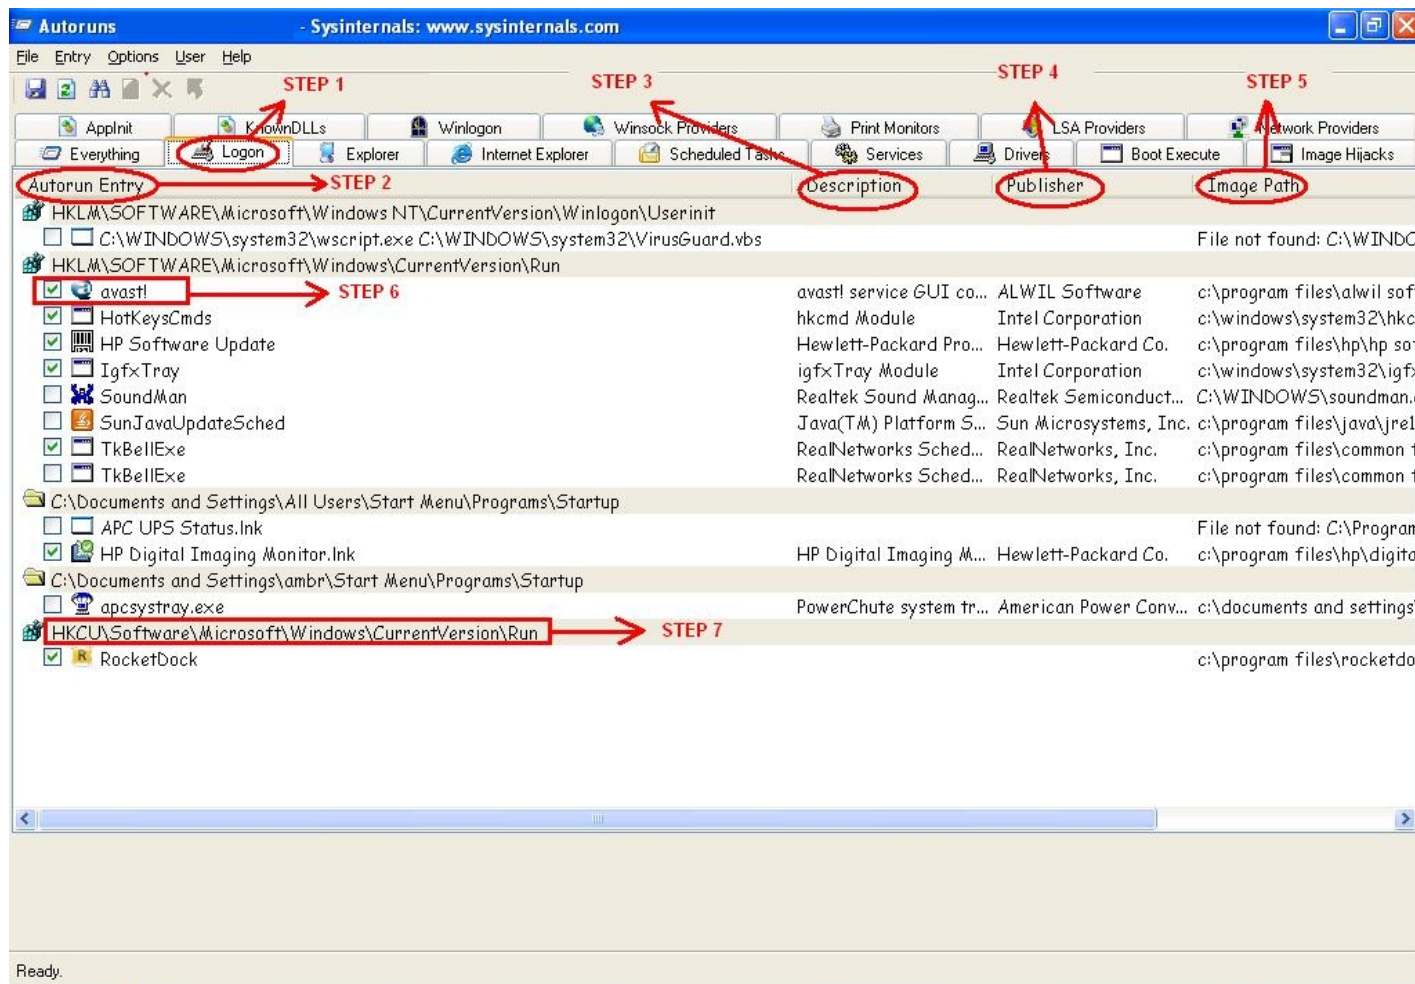 Autoruns - Sysinternals: www.sysinternals.com
File Entry Options User Help
STEP 1 STEP 3 STEP 4 STEP 5
AppInit KnownDLLs Winlogon Winsock Providers Print Monitors LSA Providers Network Providers
Everything Logon Explorer Internet Explorer Scheduled Tasks Services Drivers Boot Execute Image Hijacks
Autorun Entry STEP 2 Description Publisher Image Path
HKLM\SOFTWARE\Microsoft\Windows NT\CurrentVersion\Winlogon\Userinit
C:\WINDOWS\system32\wscript.exe C:\WINDOWS\system32\VirusGuard.vbs File not found: C:\WINDO
HKLM\SOFTWARE\Microsoft\Windows\CurrentVersion\Run
avast! STEP 6 avast! service GUI co... ALWIL Software c:\program files\alwil sof
HotKeysCmds hkcmd Module Intel Corporation c:\windows\system32\hkc
HP Software Update Hewlett-Packard Pro... Hewlett-Packard Co. c:\program files\hp\hp so
IgfxTray igfxTray Module Intel Corporation c:\windows\system32\igfx
SoundMan Realtek Sound Manag... Realtek Semiconduct... C:\WINDOWS\soundman.
SunJavaUpdateSched Java(TM) Platform S... Sun Microsystems, Inc. c:\program files\java\jre1
TkBellExe RealNetworks Sched... RealNetworks, Inc. c:\program files\common
TkBellExe RealNetworks Sched... RealNetworks, Inc. c:\program files\common
C:\Documents and Settings\All Users\Start Menu\Programs\Startup
APC UPS Status.lnk File not found: C:\Program
HP Digital Imaging Monitor.lnk HP Digital Imaging M... Hewlett-Packard Co. c:\program files\hp\digita
C:\Documents and Settings\ambr\Start Menu\Programs\Startup
apcsystray.exe PowerChute system tr... American Power Conv... c:\documents and settings\
HKCU\Software\Microsoft\Windows\CurrentVersion\Run STEP 7
RocketDock c:\program files\rocketdo
Ready.